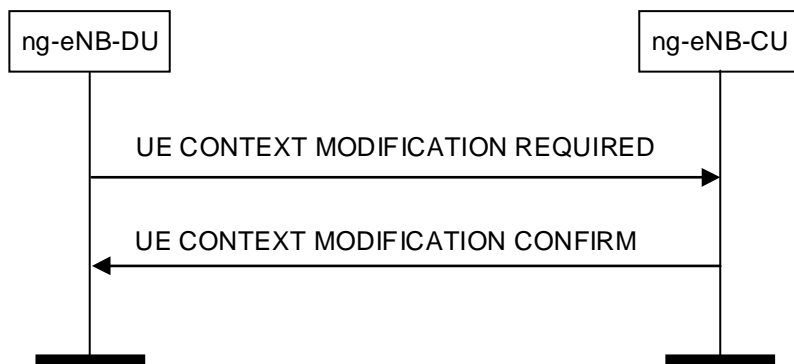 ng-eNB-DU
ng-eNB-CU
UE CONTEXT MODIFICATION REQUIRED
UE CONTEXT MODIFICATION CONFIRM